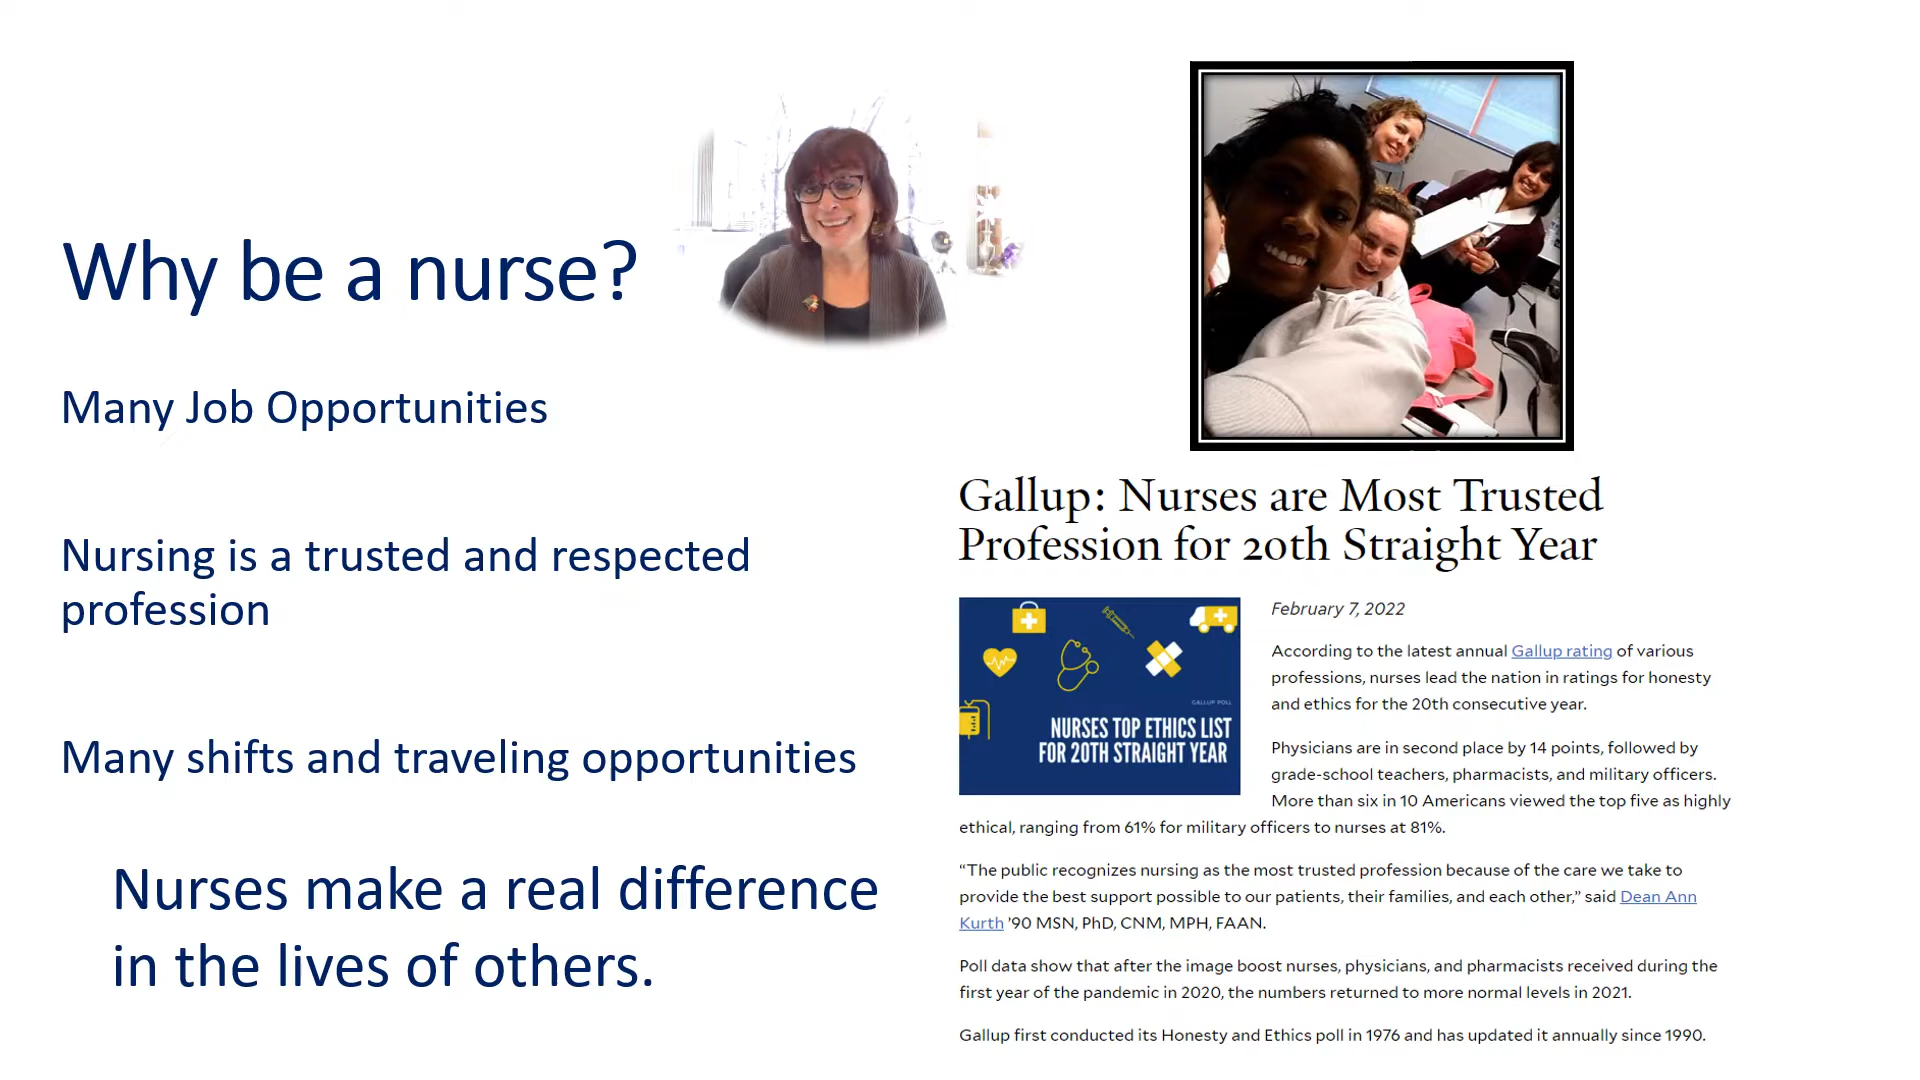 Why be a nurse?
Many Job Opportunities
Nursing is a trusted and respected
profession
Many shifts and traveling opportunities
Nurses make a real difference
in the lives of others.
Gallup: Nurses are Most Trusted
Profession for 20th Straight Year
GALLUP POLL
NURSES TOP ETHICS LIST
FOR 20TH STRAIGHT YEAR
February 7, 2022
According to the latest annual Gallup rating of various
professions, nurses lead the nation in ratings for honesty
and ethics for the 20th consecutive year.
Physicians are in second place by 14 points, followed by
grade-school teachers, pharmacists, and military officers.
More than six in 10 Americans viewed the top five as highly
ethical, ranging from 61% for military officers to nurses at 81%.
“The public recognizes nursing as the most trusted profession because of the care we take to
provide the best support possible to our patients, their families, and each other,” said Dean Ann
Kurth ’90 MSN, PhD, CNM, MPH, FAAN.
Poll data show that after the image boost nurses, physicians, and pharmacists received during the
first year of the pandemic in 2020, the numbers returned to more normal levels in 2021.
Gallup first conducted its Honesty and Ethics poll in 1976 and has updated it annually since 1990.